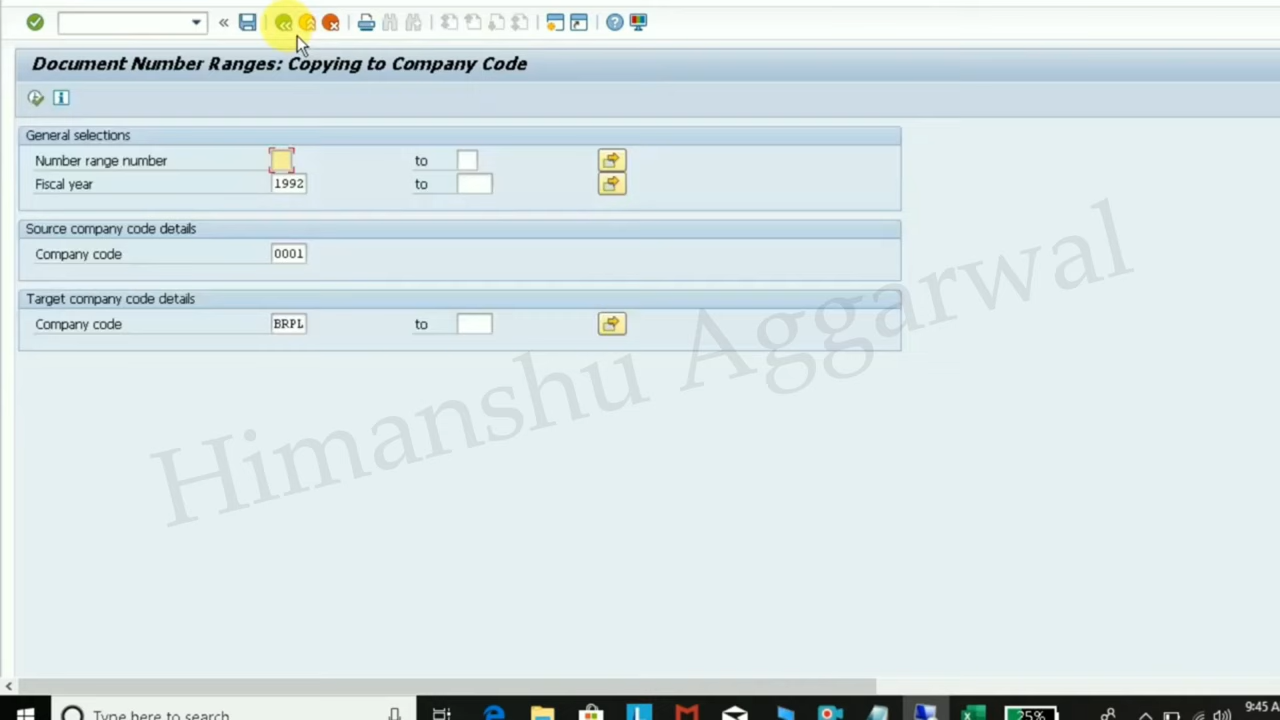 Document Number Ranges: Copying to Company Code
General selections
Number range number to
Fiscal year 1992 to
Source company code details
Company code 0001
Target company code details
Company code BRPL to
Himanshu Aggarwal
Type here to search
25%
9:45 A